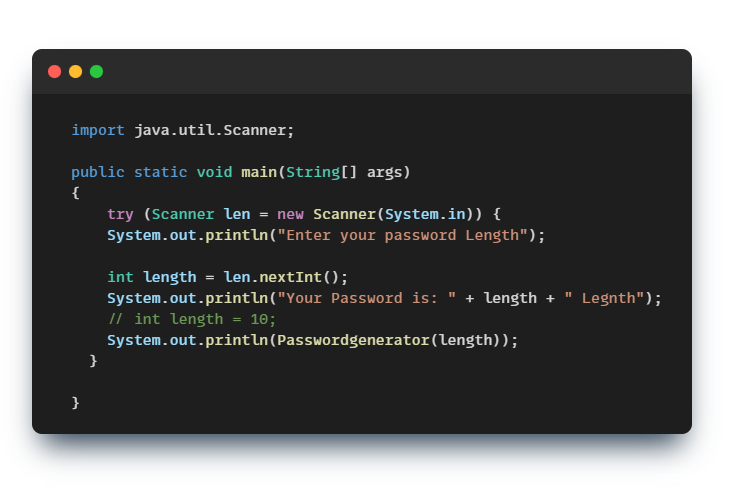 import java.util.Scanner;
public static void main(String[] args)
{
try (Scanner len = new Scanner(System.in)) {
System.out.println("Enter your password Length");
int length = len.nextInt();
System.out.println("Your Password is: " + length + " Legnth");
// int length = 10;
System.out.println(Passwordgenerator(length));
}
}